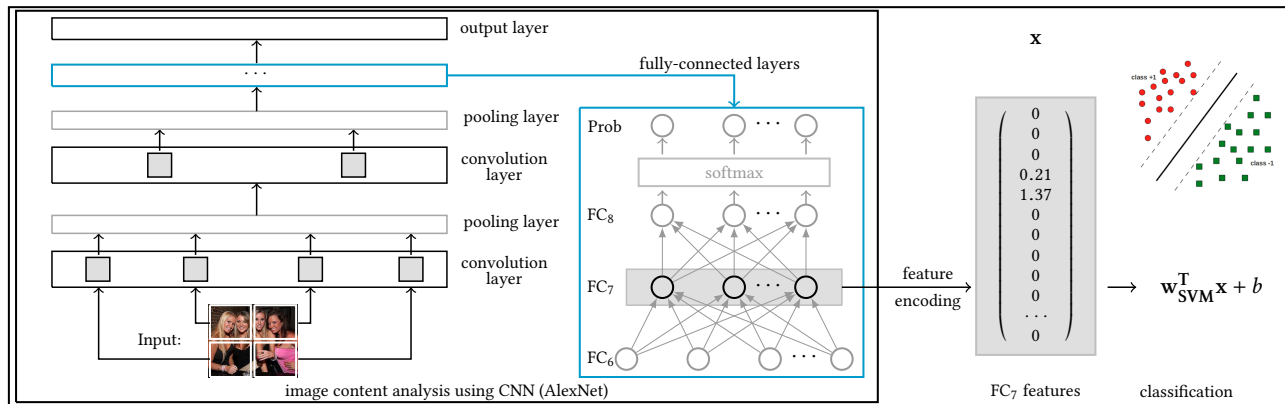 output layer
· · ·
fully-connected layers
pooling layer
convolution
layer
pooling layer
convolution
layer
Input:
image content analysis using CNN (AlexNet)
Prob
· · ·
softmax
FC₈
· · ·
FC₇
· · ·
FC₆
· · ·
feature
encoding
x
0
0
0
0.21
1.37
0
0
0
0
0
· · ·
0
FC₇ features
class +1
class -1
wᵀ_SVM x + b
classification